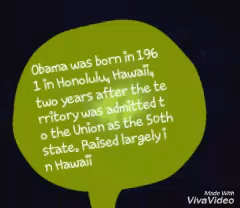 Obama was born in 196
1 in Honolulu, Hawaii,
two years after the te
rritory was admitted t
o the Union as the 50th
state. Raised largely i
n Hawaii
Made With
VivaVideo